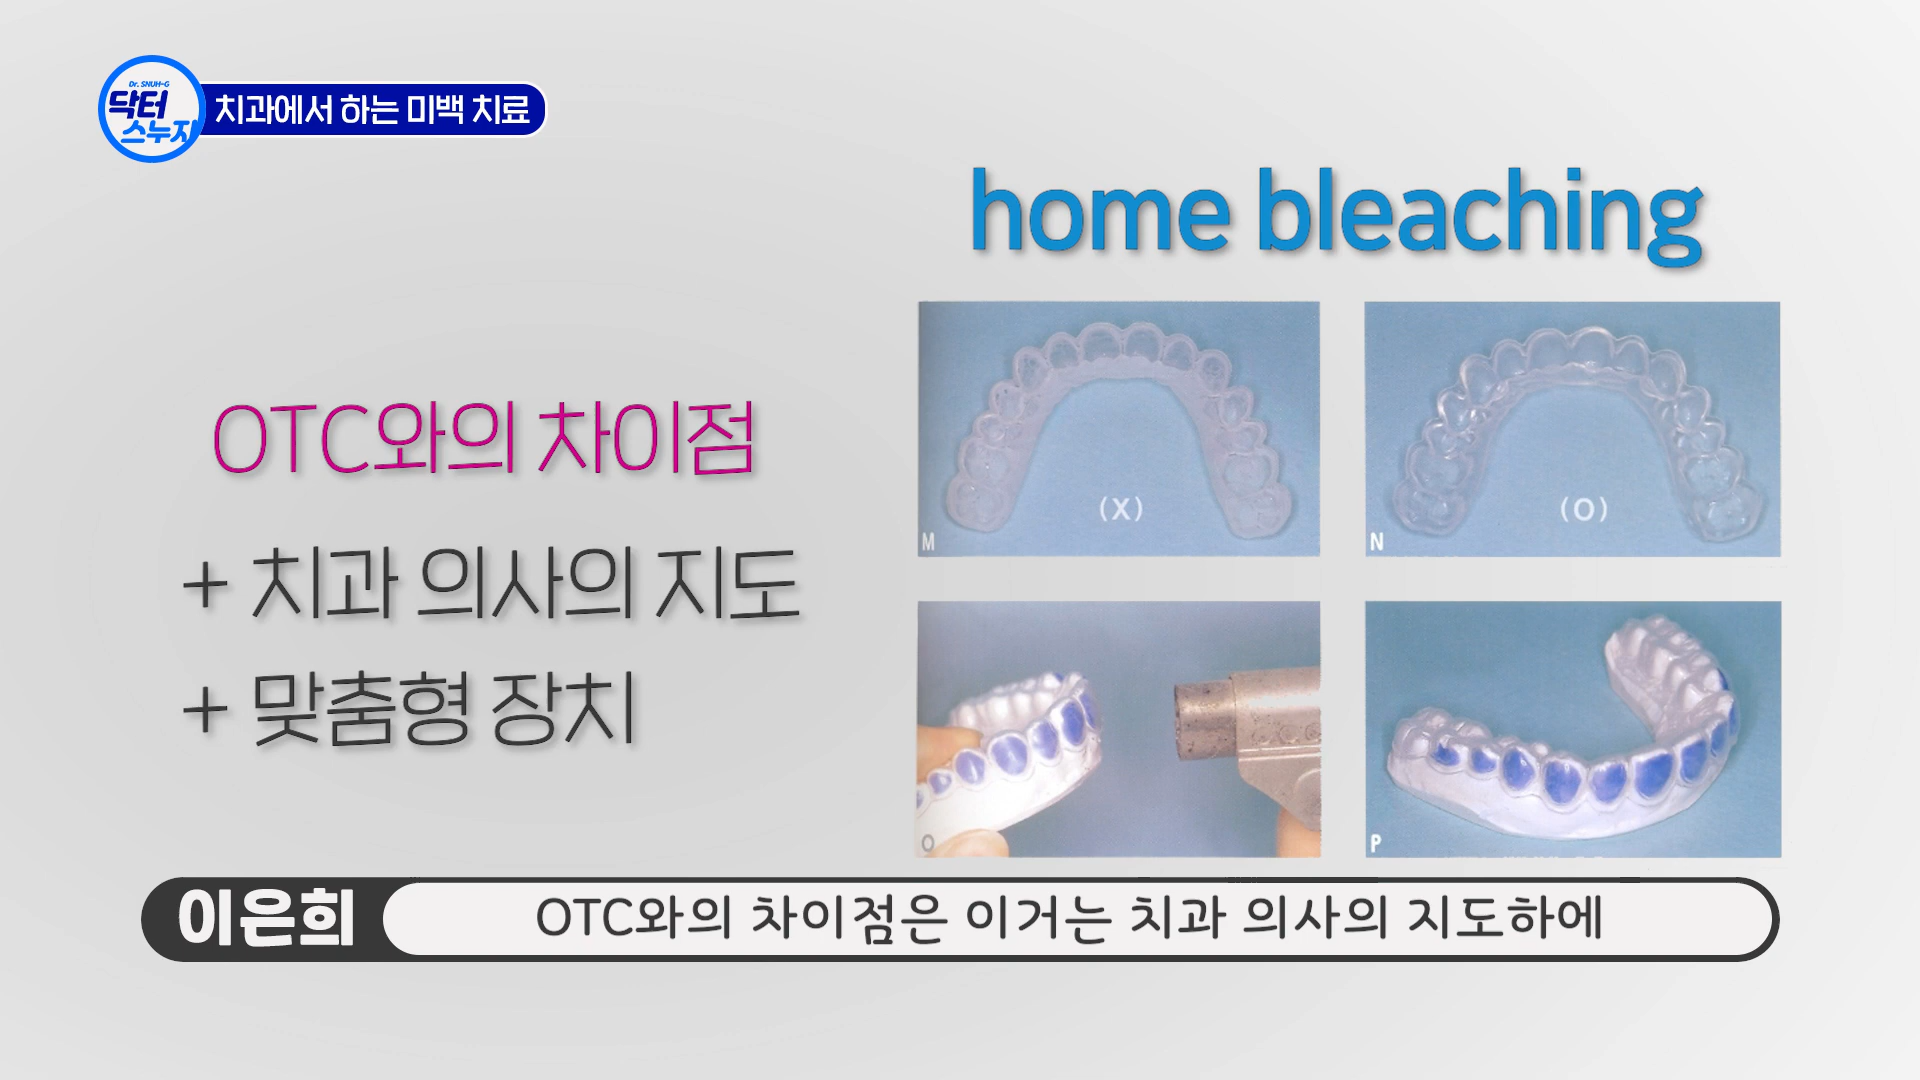 Dr. SNUH-G
닥터
스누지
치과에서 하는 미백 치료
home bleaching
OTC와의 차이점
+ 치과 의사의 지도
+ 맞춤형 장치
(X)
M
(O)
N
O
P
이은희
OTC와의 차이점은 이거는 치과 의사의 지도하에